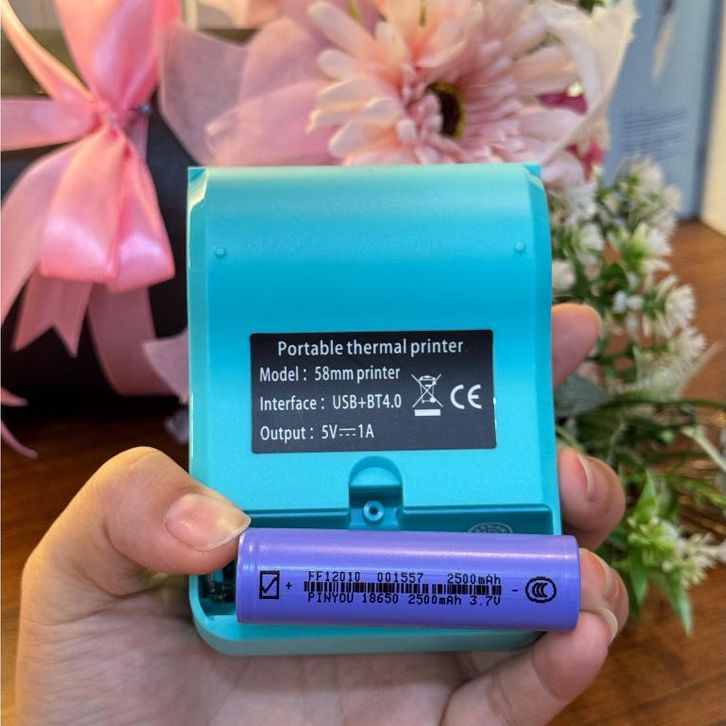 Portable thermal printer
Model : 58mm printer
Interface : USB+BT4.0
Output : 5V⎓1A
CE
FF12010 001557 2500mAh
+ -
PINYOU 18650 2500mAh 3.7V